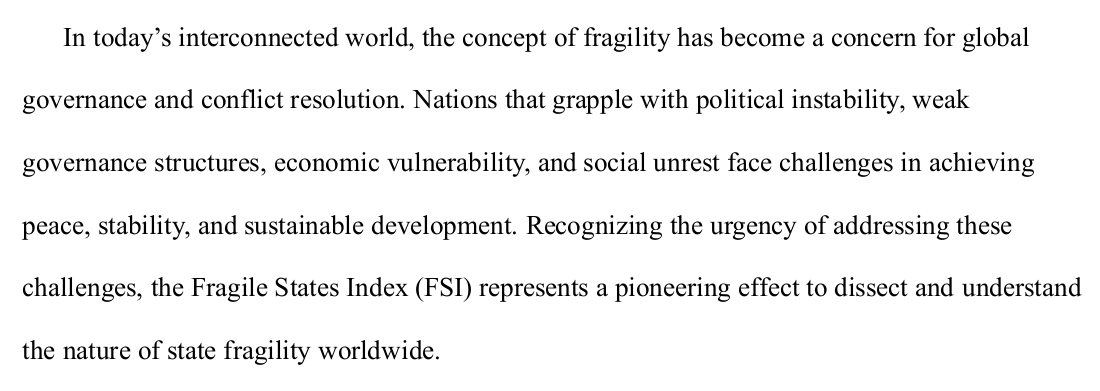 In today’s interconnected world, the concept of fragility has become a concern for global
governance and conflict resolution. Nations that grapple with political instability, weak
governance structures, economic vulnerability, and social unrest face challenges in achieving
peace, stability, and sustainable development. Recognizing the urgency of addressing these
challenges, the Fragile States Index (FSI) represents a pioneering effect to dissect and understand
the nature of state fragility worldwide.